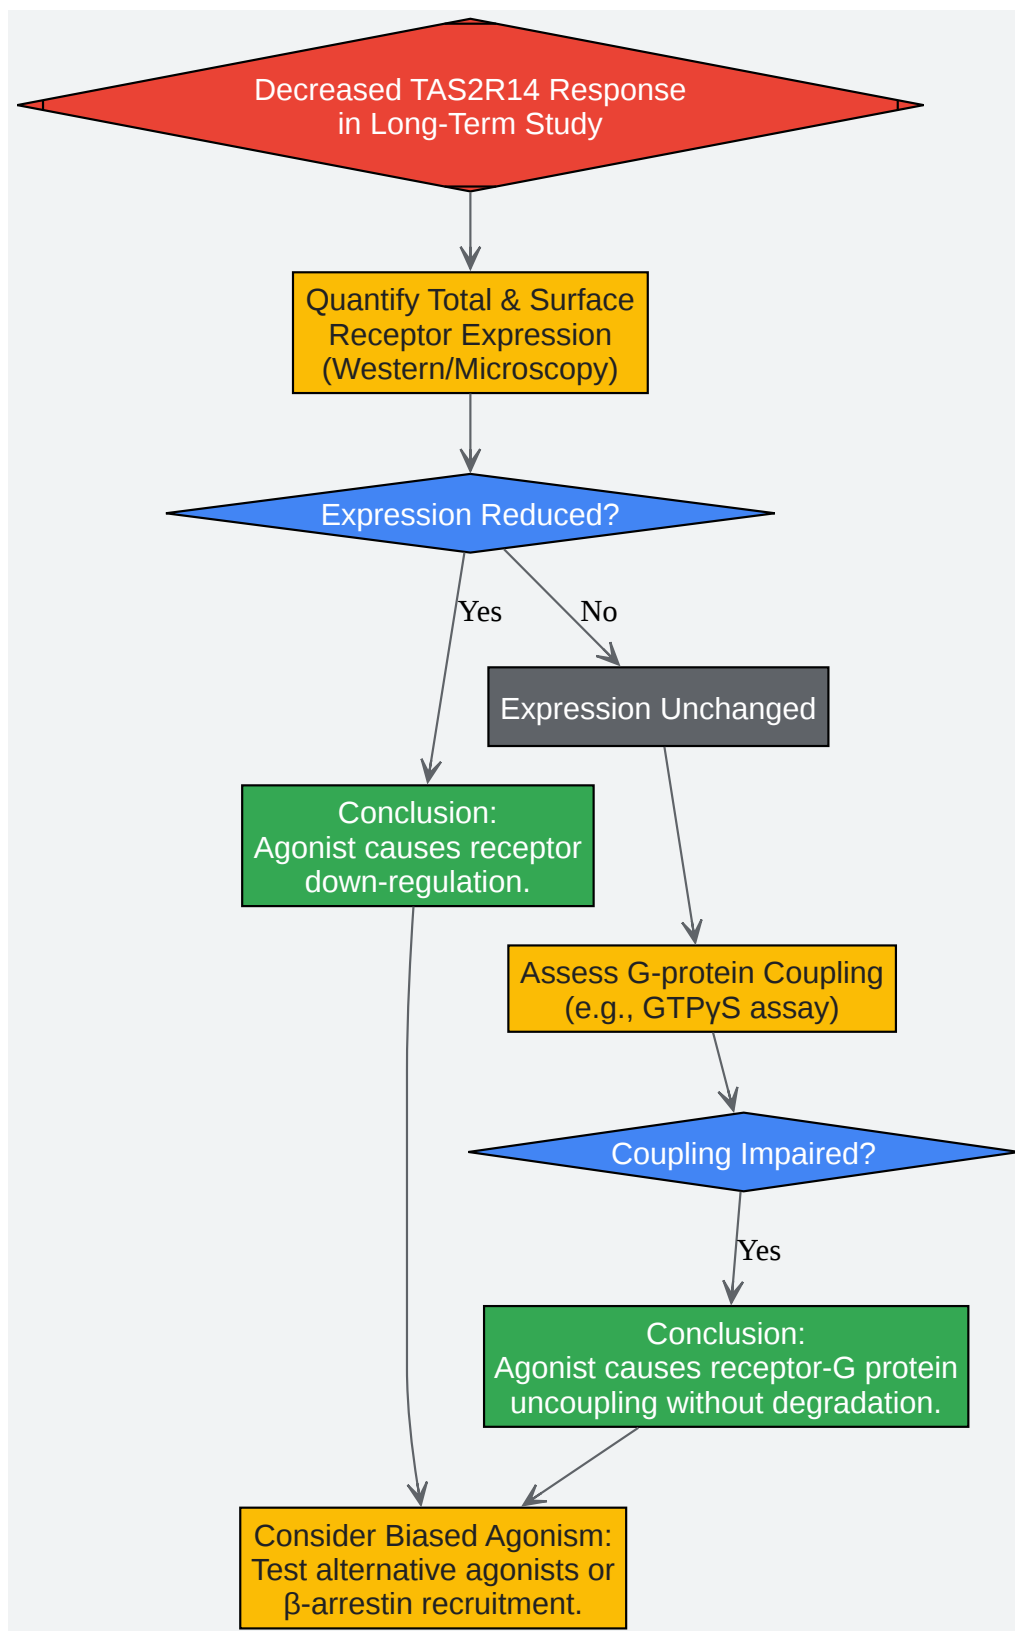 Decreased TAS2R14 Response
in Long-Term Study
Quantify Total & Surface
Receptor Expression
(Western/Microscopy)
Expression Reduced?
Yes
No
Expression Unchanged
Conclusion:
Agonist causes receptor
down-regulation.
Assess G-protein Coupling
(e.g., GTPγS assay)
Coupling Impaired?
Yes
Conclusion:
Agonist causes receptor-G protein
uncoupling without degradation.
Consider Biased Agonism:
Test alternative agonists or
β-arrestin recruitment.